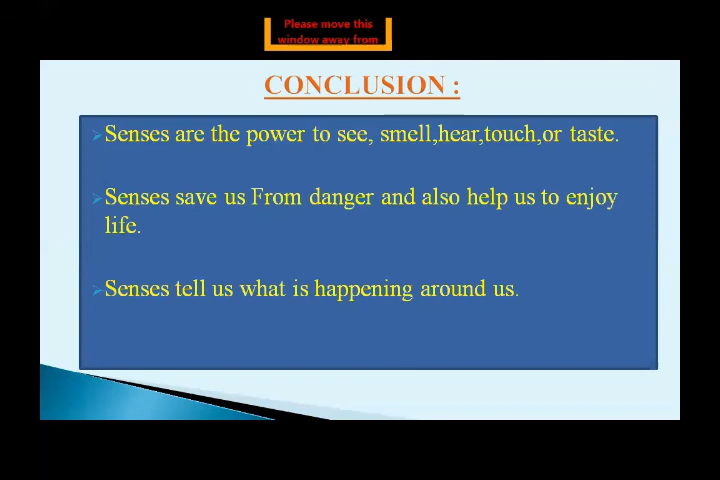 Please move this
window away from
CONCLUSION :
Senses are the power to see, smell,hear,touch,or taste.
Senses save us From danger and also help us to enjoy
life.
Senses tell us what is happening around us.